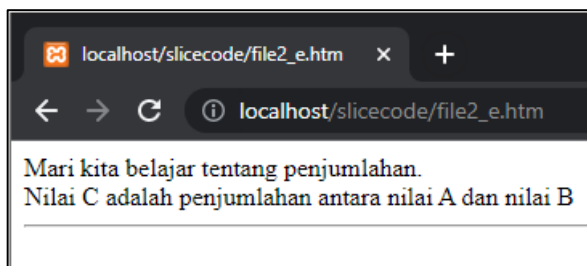 localhost/slicecode/file2_e.htm
localhost/slicecode/file2_e.htm
Mari kita belajar tentang penjumlahan.
Nilai C adalah penjumlahan antara nilai A dan nilai B